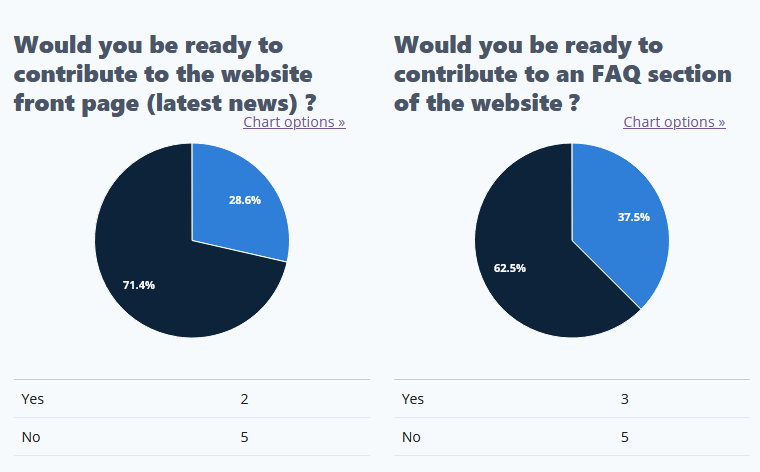 Would you be ready to
contribute to the website
front page (latest news) ?
Chart options »
28.6%
71.4%
Yes 2
No 5
Would you be ready to
contribute to an FAQ section
of the website ?
Chart options »
37.5%
62.5%
Yes 3
No 5